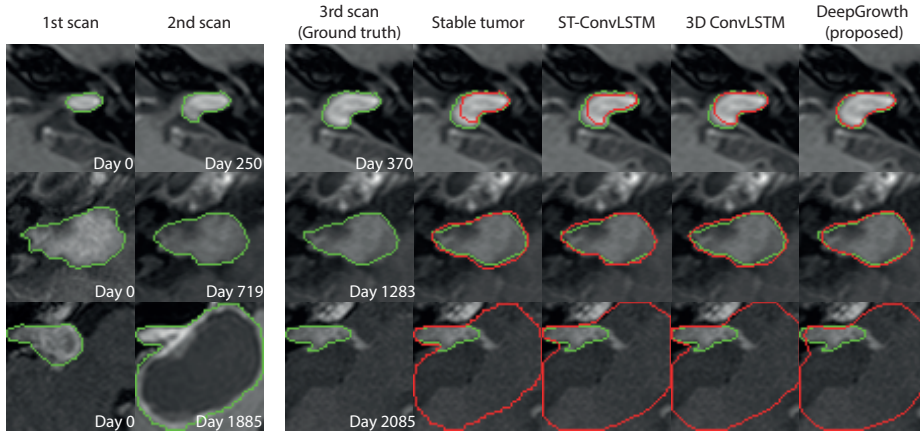 1st scan
2nd scan
3rd scan
(Ground truth)
Stable tumor
ST-ConvLSTM
3D ConvLSTM
DeepGrowth
(proposed)
Day 0
Day 250
Day 370
Day 0
Day 719
Day 1283
Day 0
Day 1885
Day 2085